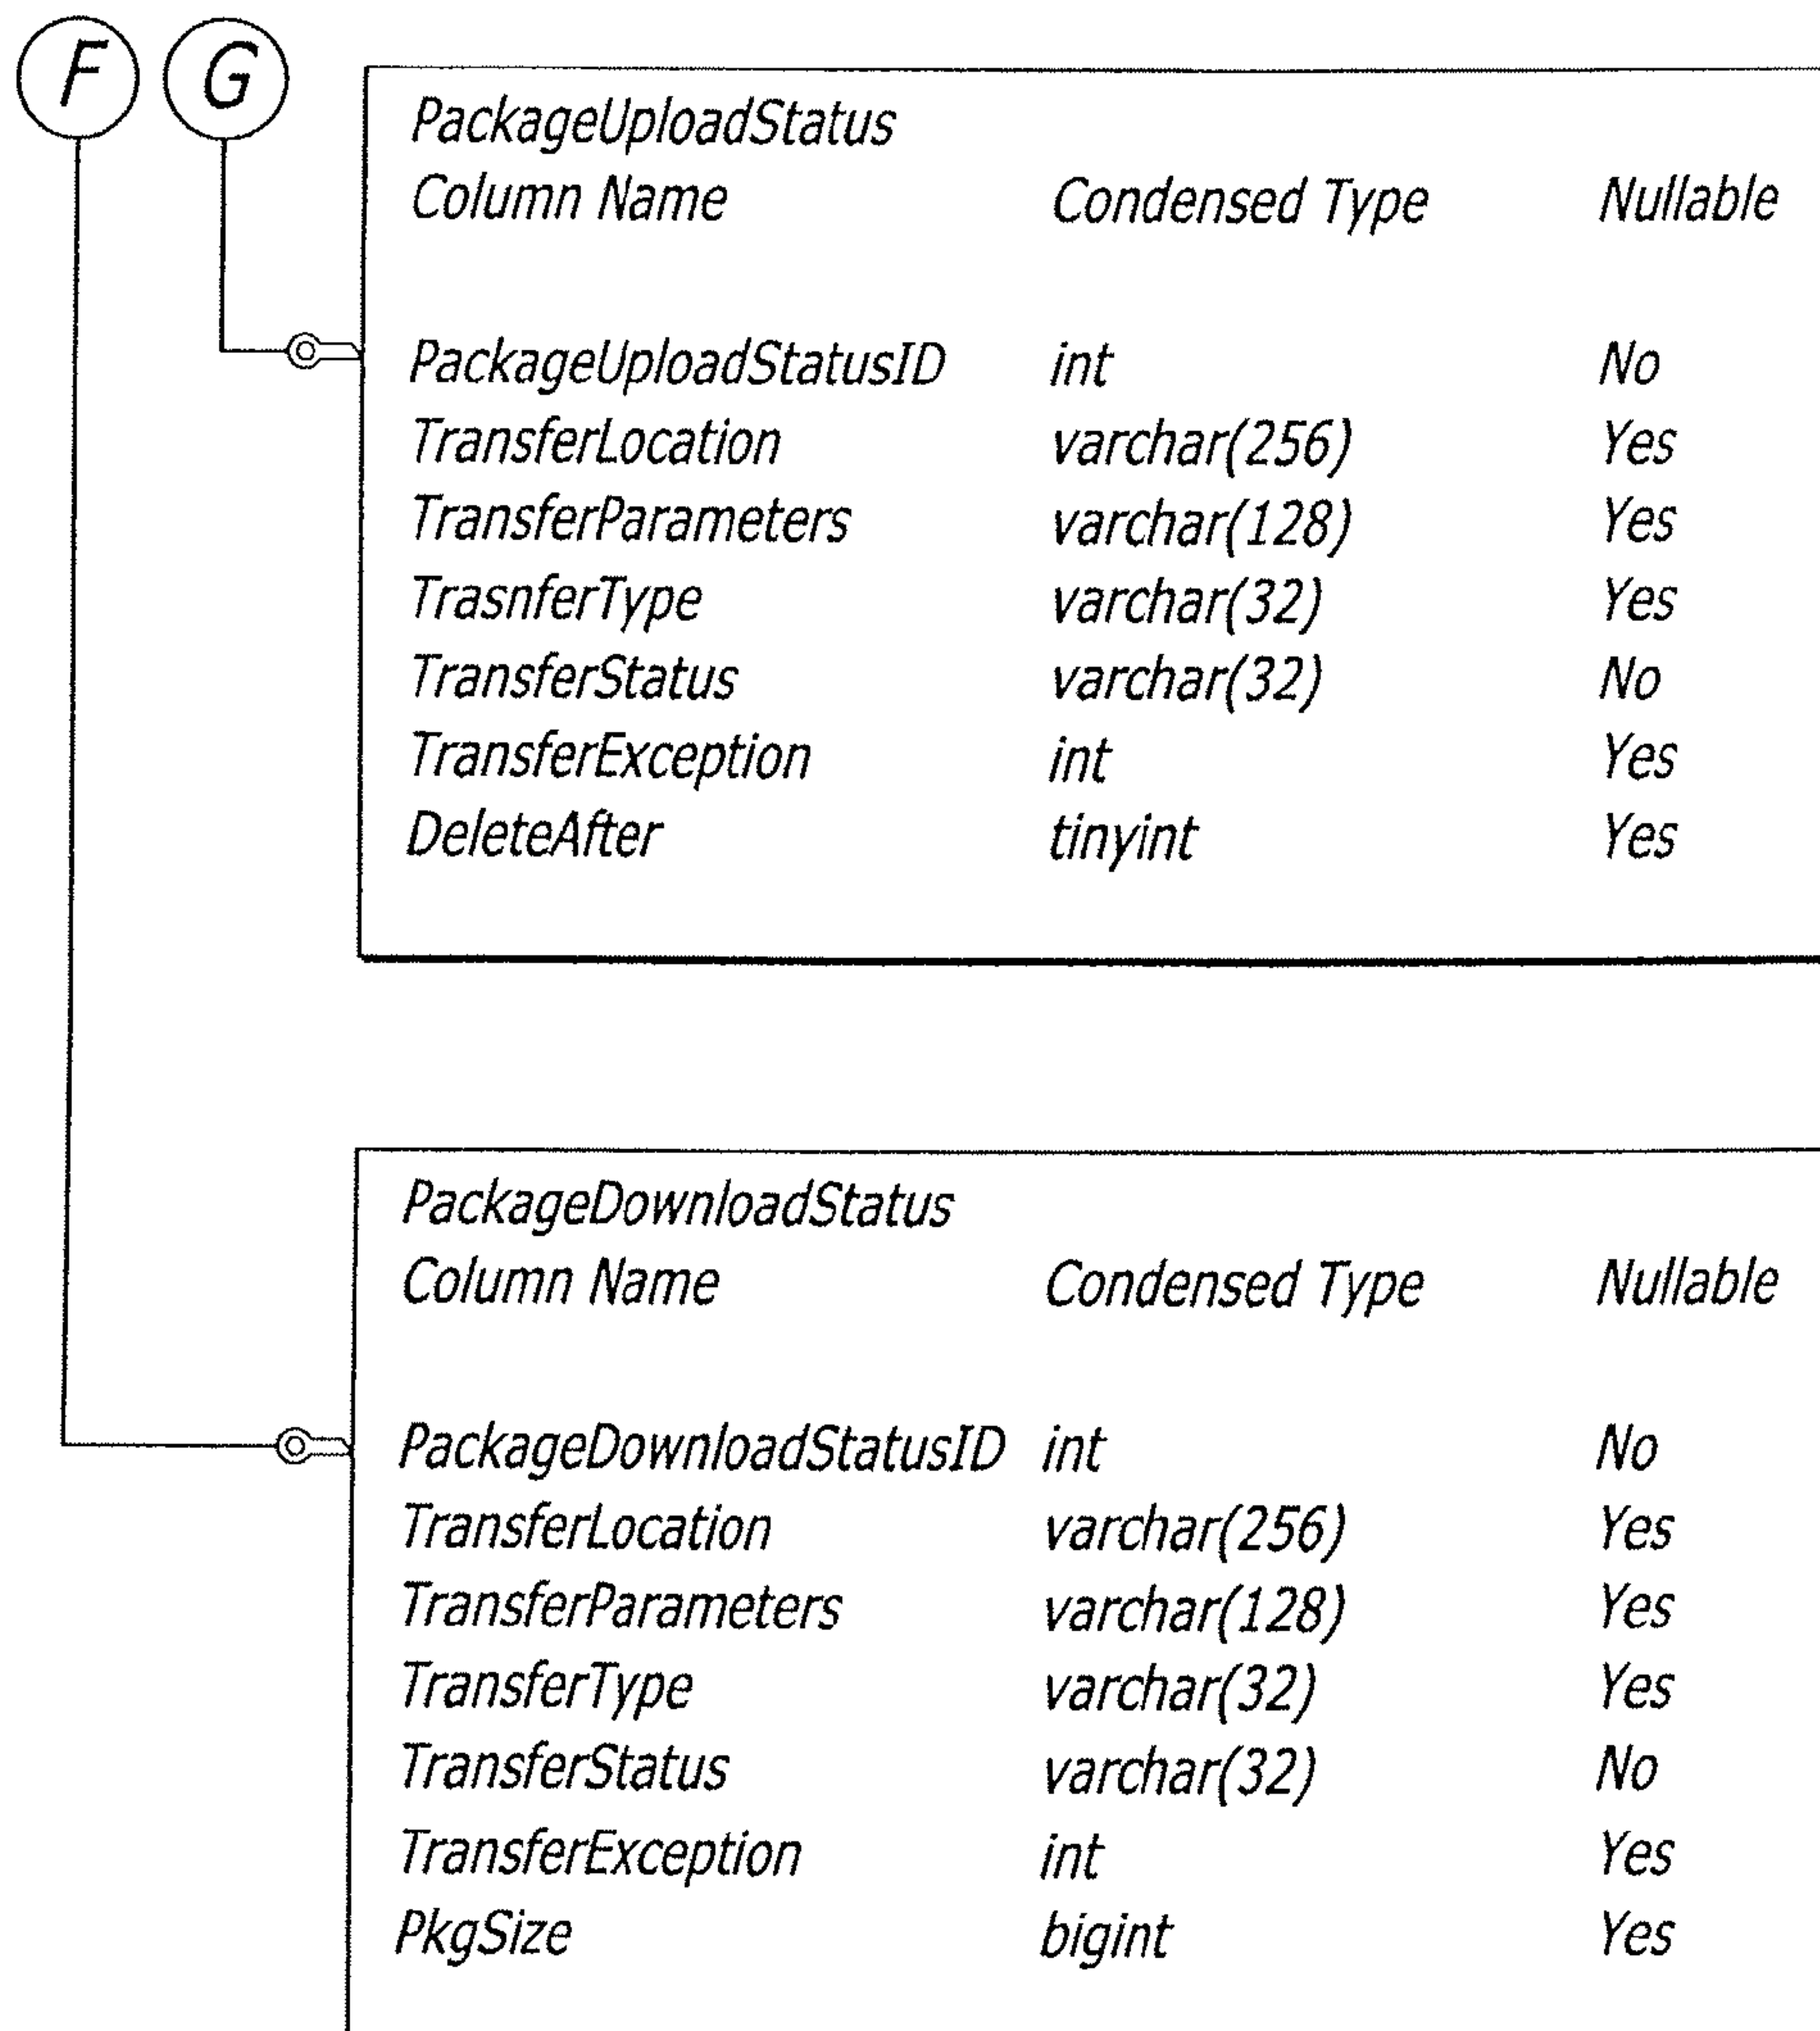 F G
PackageUploadStatus
Column Name Condensed Type Nullable
PackageUploadStatusID int No
TransferLocation varchar(256) Yes
TransferParameters varchar(128) Yes
TrasnferType varchar(32) Yes
TransferStatus varchar(32) No
TransferException int Yes
DeleteAfter tinyint Yes
PackageDownloadStatus
Column Name Condensed Type Nullable
PackageDownloadStatusID int No
TransferLocation varchar(256) Yes
TransferParameters varchar(128) Yes
TransferType varchar(32) Yes
TransferStatus varchar(32) No
TransferException int Yes
PkgSize bigint Yes